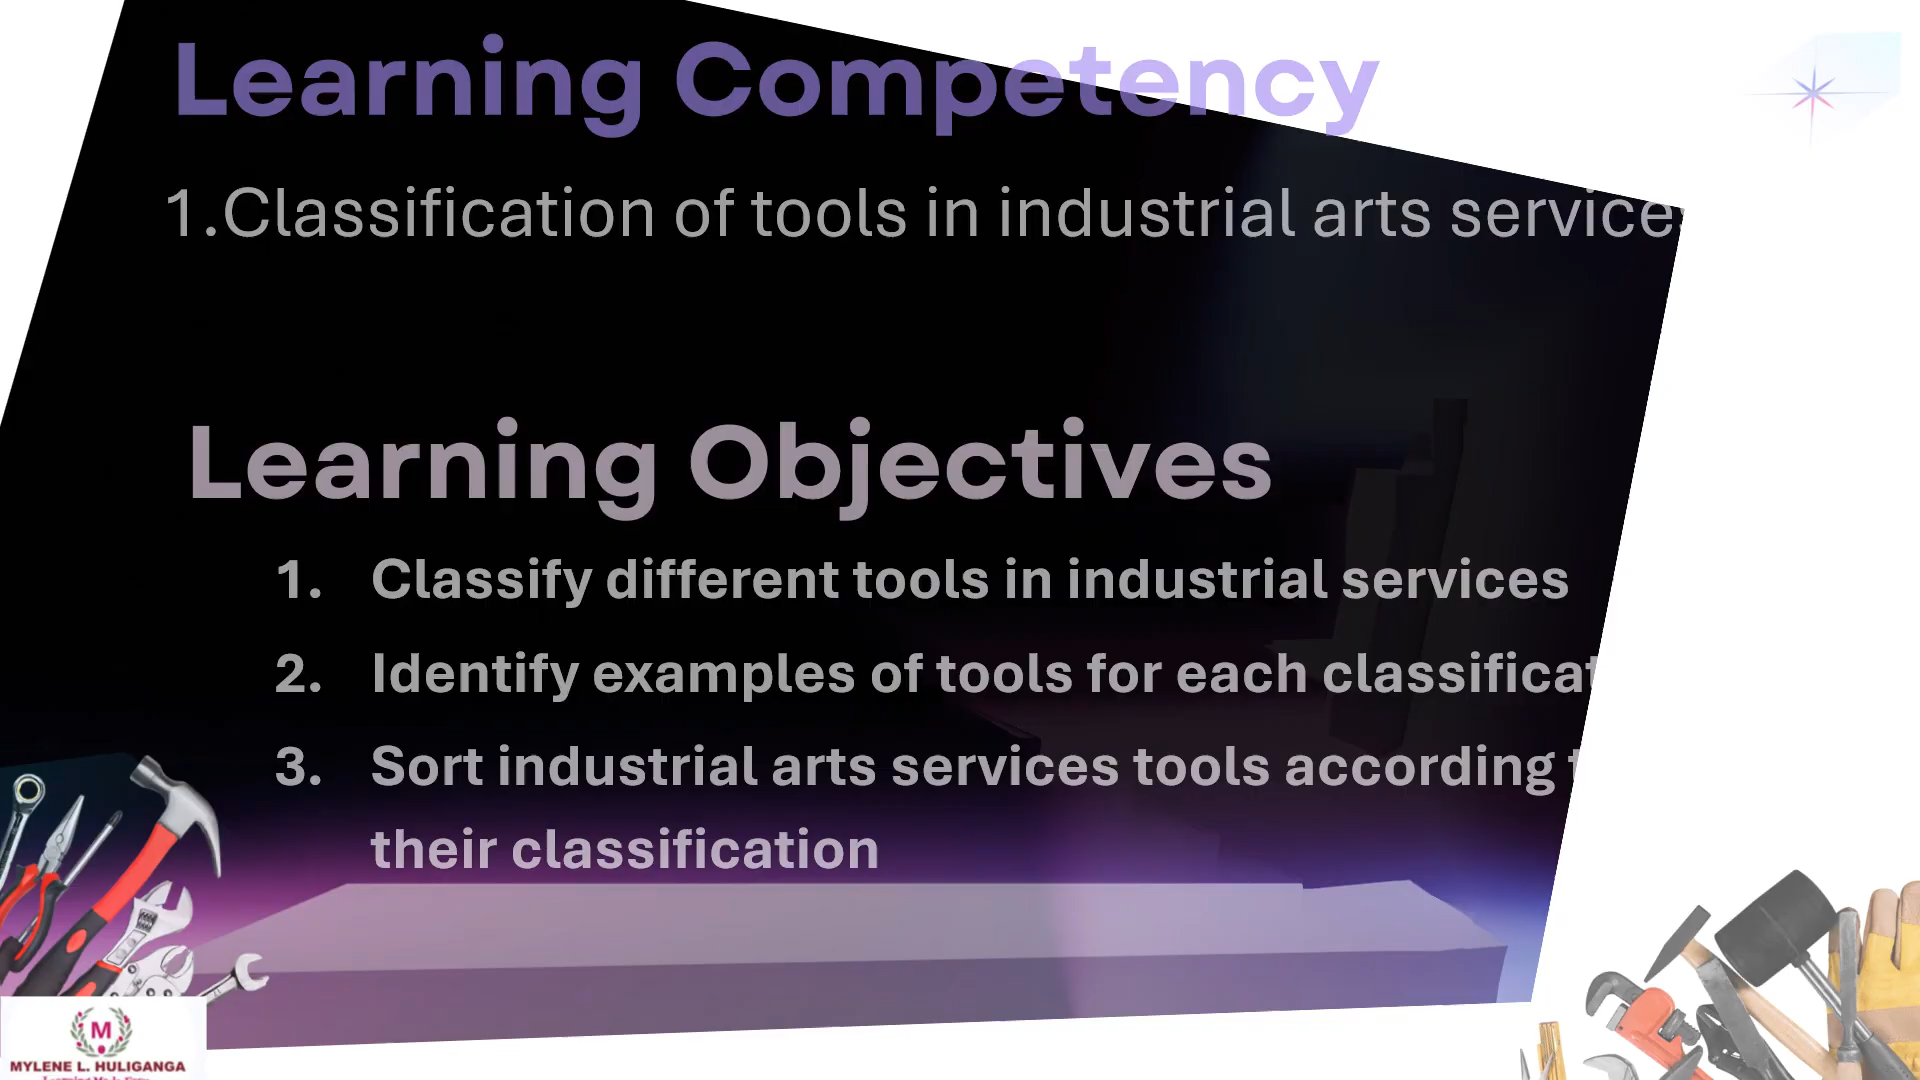 Learning Competency
1.Classification of tools in industrial arts service
Learning Objectives
1. Classify different tools in industrial services
2. Identify examples of tools for each classificat
3. Sort industrial arts services tools according t
their classification
M
MYLENE L. HULIGANGA